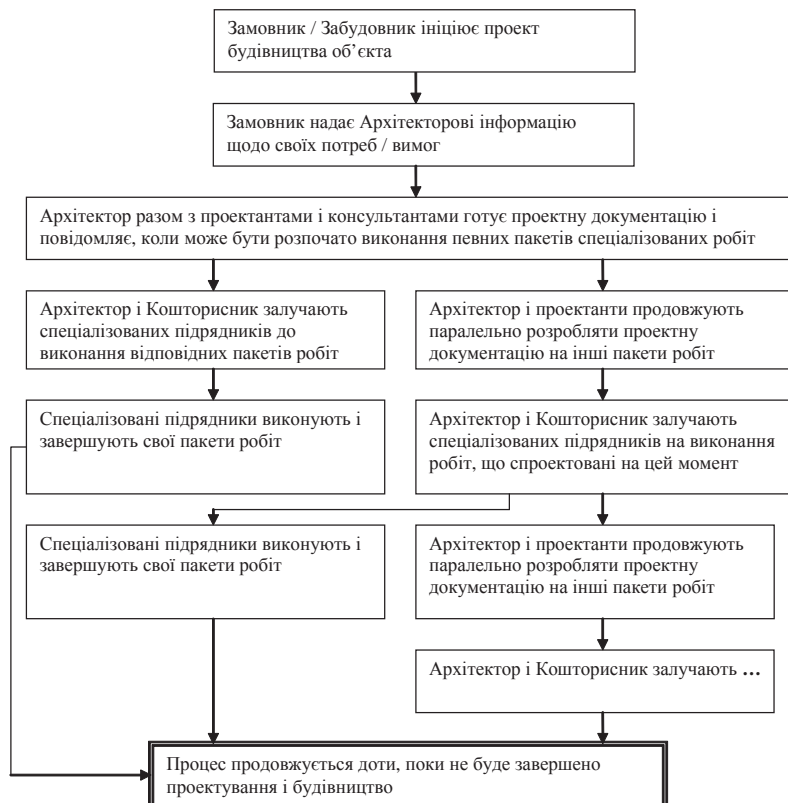 Замовник / Забудовник ініціює проект
будівництва об’єкта
Замовник надає Архітекторові інформацію
щодо своїх потреб / вимог
Архітектор разом з проектантами і консультантами готує проектну документацію і
повідомляє, коли може бути розпочато виконання певних пакетів спеціалізованих робіт
Архітектор і Кошторисник залучають
спеціалізованих підрядників до
виконання відповідних пакетів робіт
Архітектор і проектанти продовжують
паралельно розробляти проектну
документацію на інші пакети робіт
Спеціалізовані підрядники виконують і
завершують свої пакети робіт
Архітектор і Кошторисник залучають
спеціалізованих підрядників на виконання
робіт, що спроектовані на цей момент
Спеціалізовані підрядники виконують і
завершують свої пакети робіт
Архітектор і проектанти продовжують
паралельно розробляти проектну
документацію на інші пакети робіт
Архітектор і Кошторисник залучають ...
Процес продовжується доти, поки не буде завершено
проектування і будівництво